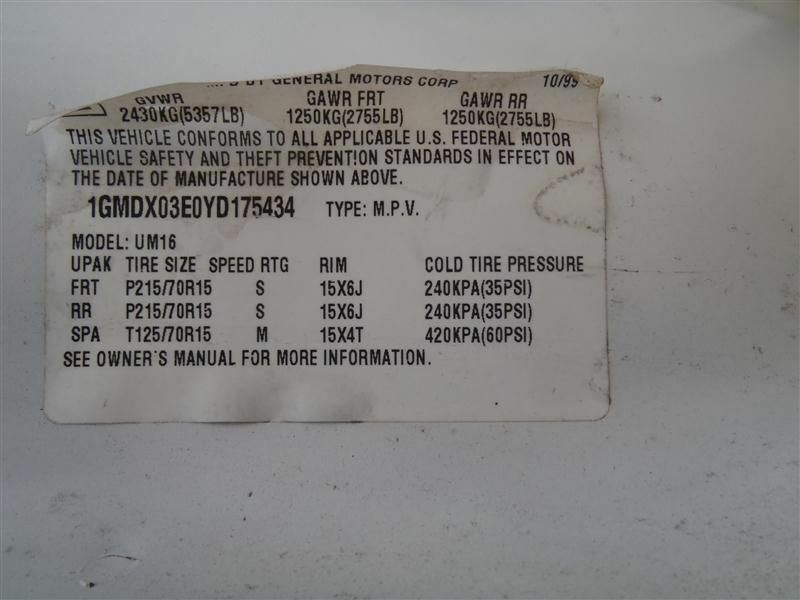 GENERAL MOTORS CORP 10/99
GVWR GAWR FRT GAWR RR
2430KG(5357LB) 1250KG(2755LB) 1250KG(2755LB)
THIS VEHICLE CONFORMS TO ALL APPLICABLE U.S. FEDERAL MOTOR
VEHICLE SAFETY AND THEFT PREVENTION STANDARDS IN EFFECT ON
THE DATE OF MANUFACTURE SHOWN ABOVE.
1GMDX03E0YD175434 TYPE: M.P.V.
MODEL: UM16
UPAK TIRE SIZE SPEED RTG RIM COLD TIRE PRESSURE
FRT P215/70R15 S 15X6J 240KPA(35PSI)
RR P215/70R15 S 15X6J 240KPA(35PSI)
SPA T125/70R15 M 15X4T 420KPA(60PSI)
SEE OWNER'S MANUAL FOR MORE INFORMATION.